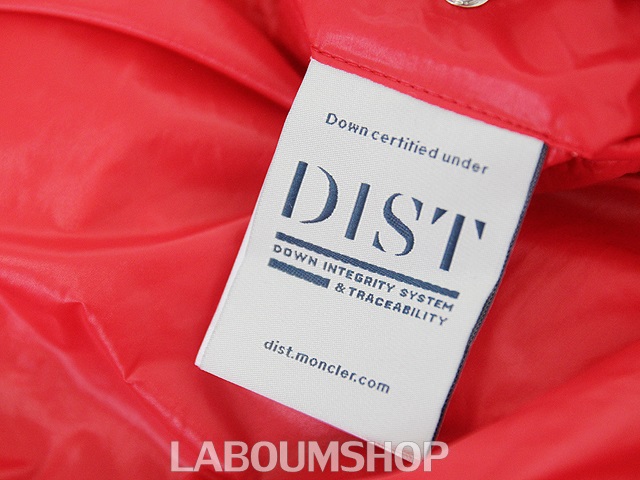 Down certified under
DIST
DOWN INTEGRITY SYSTEM
& TRACEABILITY
dist.moncler.com
LABOUMSHOP